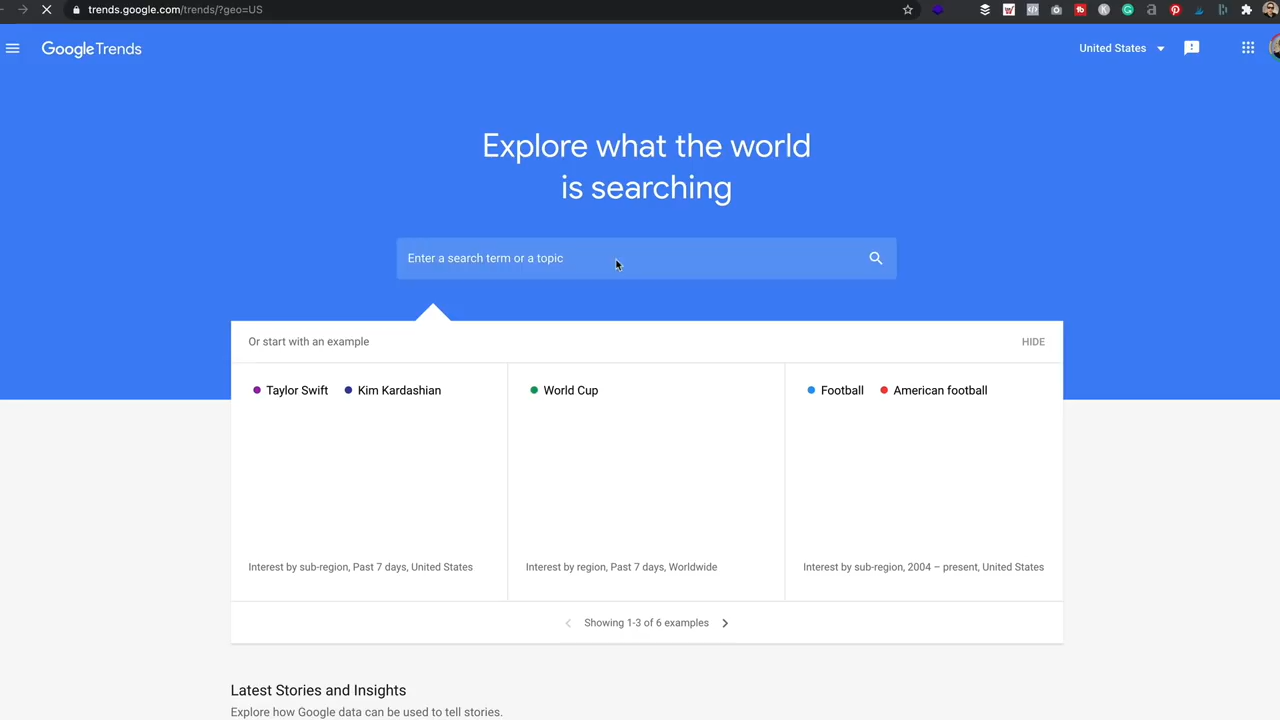 trends.google.com/trends/?geo=US
Google Trends
United States
Explore what the world
is searching
Enter a search term or a topic
Or start with an example
HIDE
Taylor Swift Kim Kardashian
World Cup
Football American football
Interest by sub-region, Past 7 days, United States
Interest by region, Past 7 days, Worldwide
Interest by sub-region, 2004 – present, United States
Showing 1-3 of 6 examples
Latest Stories and Insights
Explore how Google data can be used to tell stories.